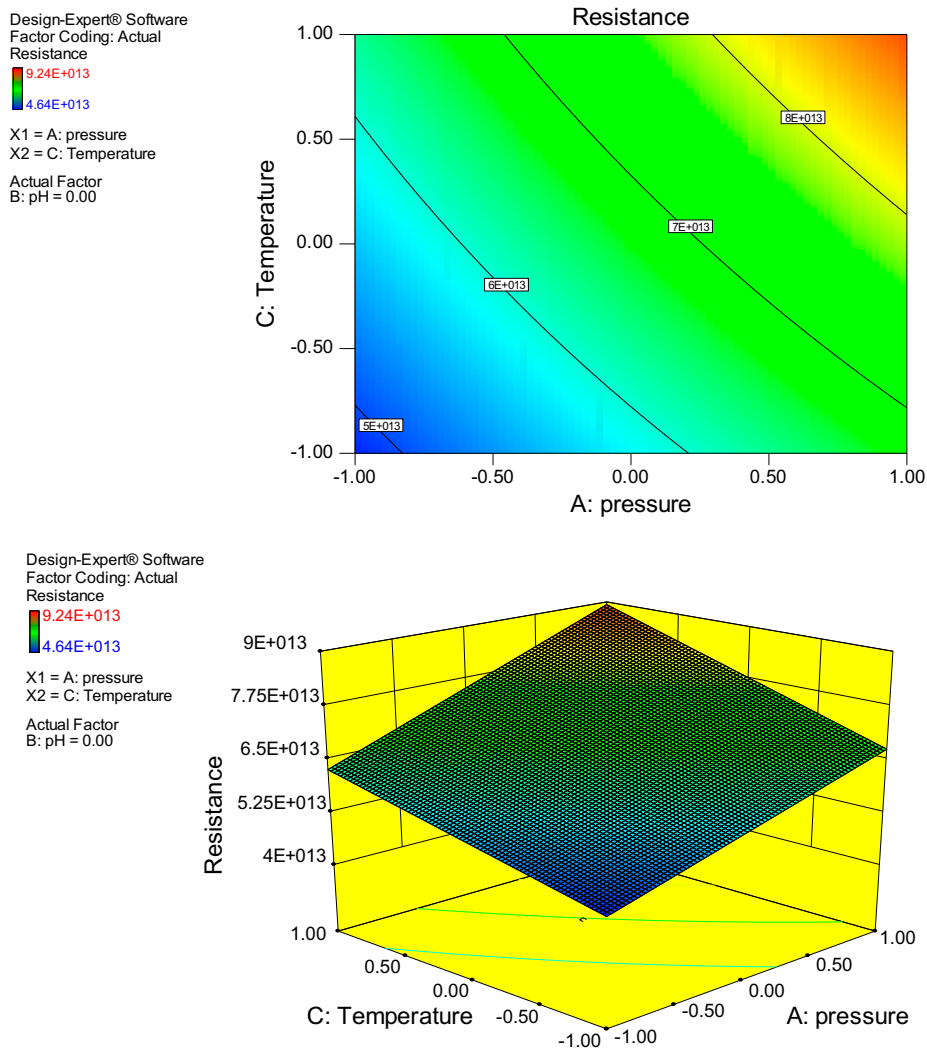 Design-Expert® Software
Factor Coding: Actual
Resistance
9.24E+013
4.64E+013
X1 = A: pressure
X2 = C: Temperature
Actual Factor
B: pH = 0.00
Resistance
1.00
0.50
0.00
-0.50
-1.00
C: Temperature
8E+013
7E+013
6E+013
5E+013
-1.00 -0.50 0.00 0.50 1.00
A: pressure
Design-Expert® Software
Factor Coding: Actual
Resistance
9.24E+013
4.64E+013
X1 = A: pressure
X2 = C: Temperature
Actual Factor
B: pH = 0.00
9E+013
7.75E+013
6.5E+013
5.25E+013
4E+013
Resistance
1.00
0.50
0.00
-0.50
-1.00
C: Temperature
-1.00
-0.50
0.00
0.50
1.00
A: pressure